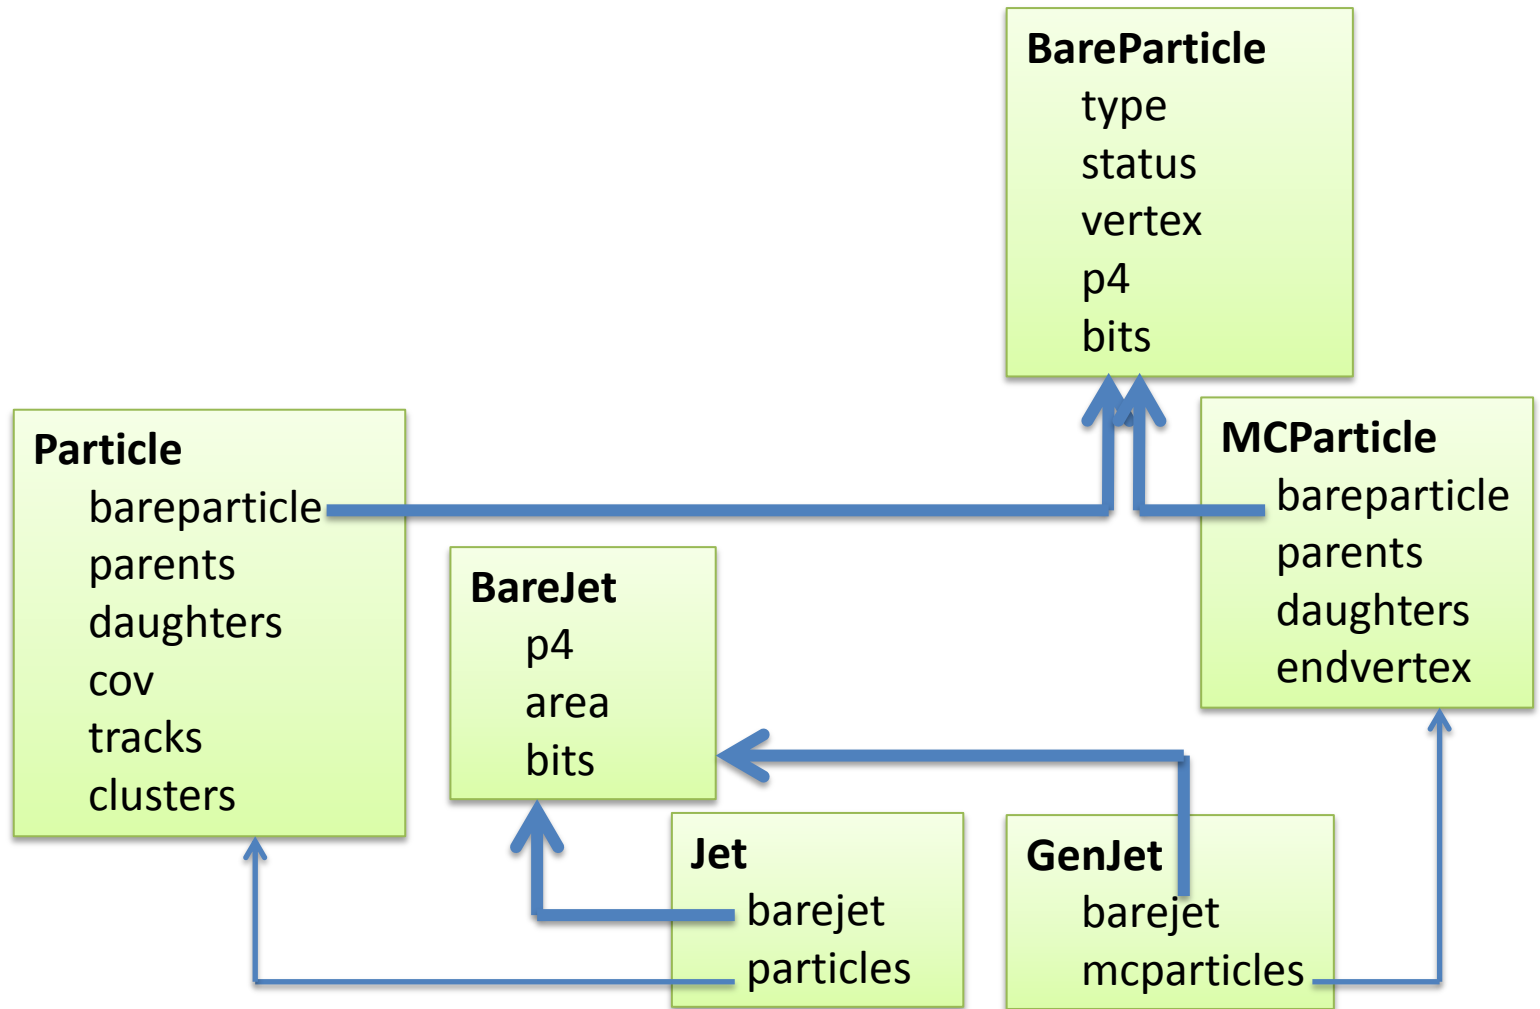 BareParticle
type
status
vertex
p4
bits
Particle
bareparticle
parents
daughters
cov
tracks
clusters
MCParticle
bareparticle
parents
daughters
endvertex
BareJet
p4
area
bits
Jet
barejet
particles
GenJet
barejet
mcparticles